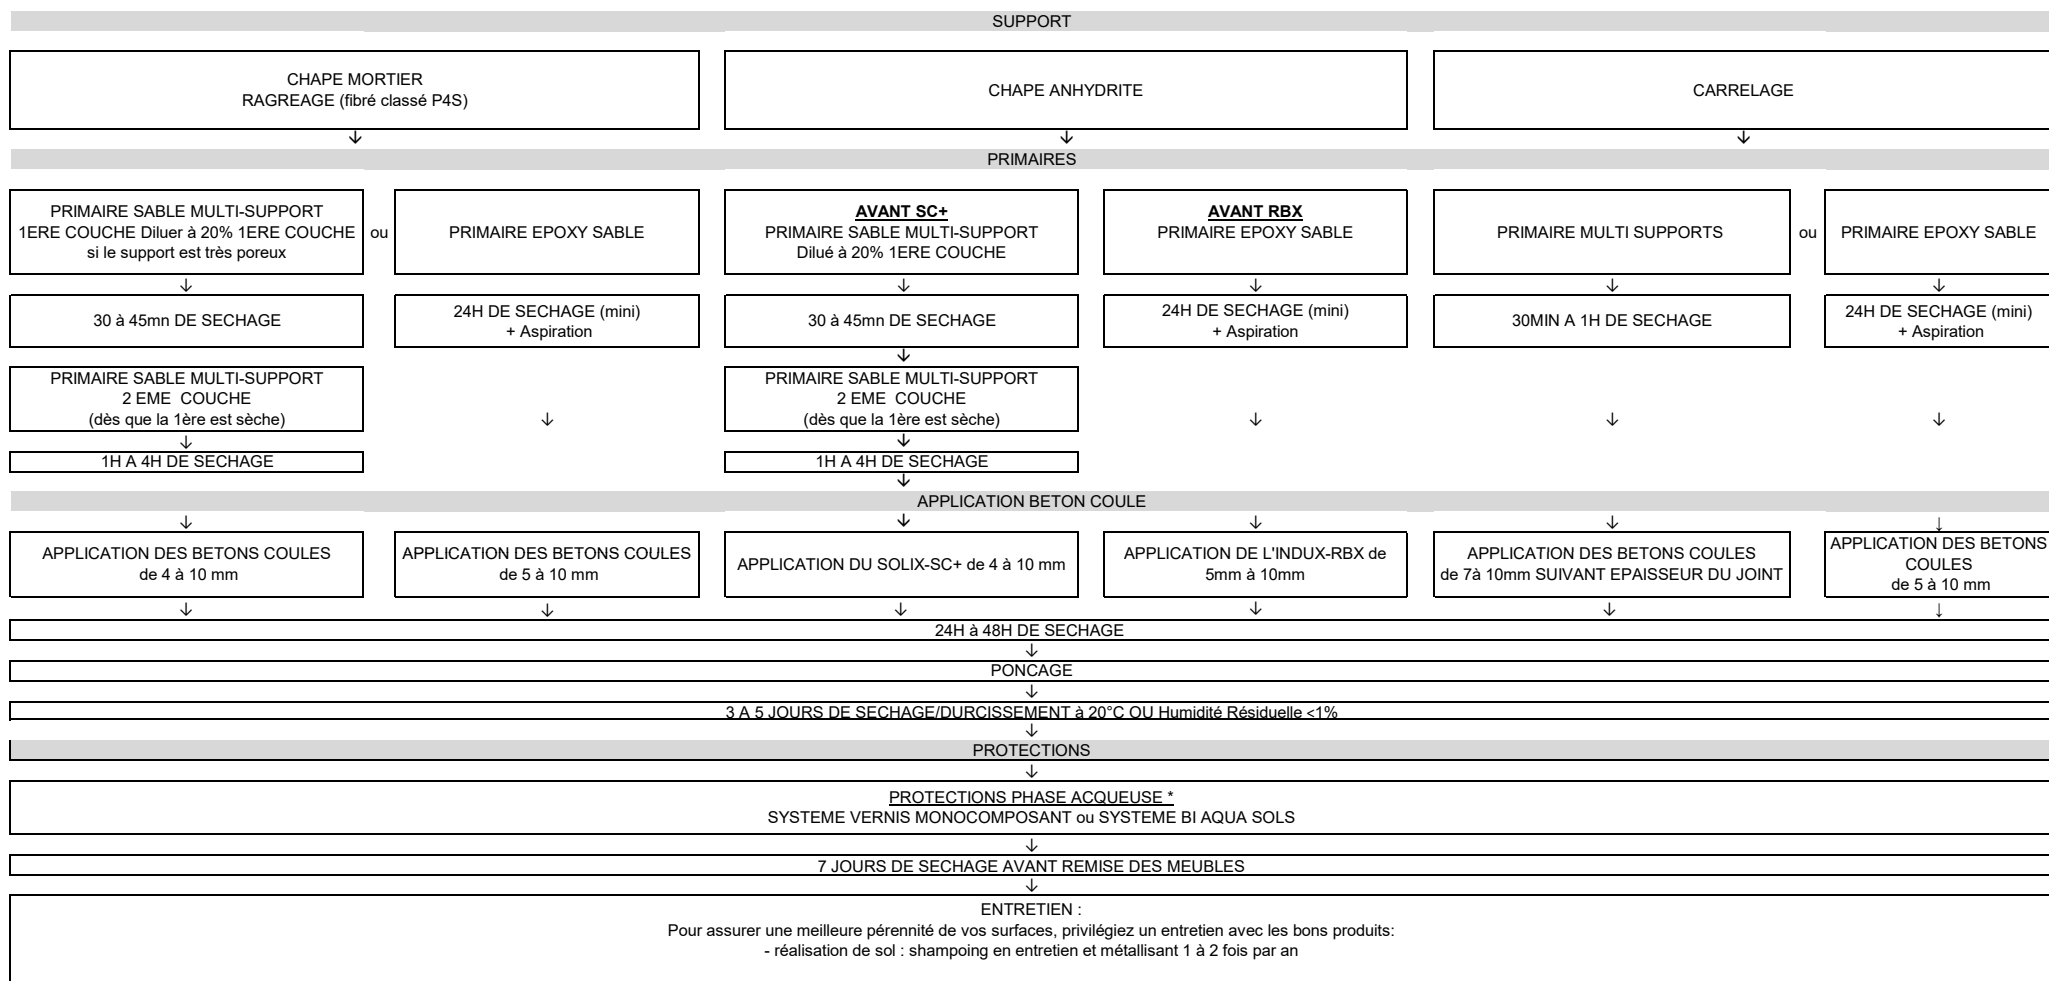 SUPPORT
CHAPE MORTIER
RAGREAGE (fibré classé P4S)
CHAPE ANHYDRITE
CARRELAGE
PRIMAIRES
PRIMAIRE SABLE MULTI-SUPPORT
1ERE COUCHE Diluer à 20% 1ERE COUCHE
si le support est très poreux
ou
PRIMAIRE EPOXY SABLE
AVANT SC+
PRIMAIRE SABLE MULTI-SUPPORT
Dilué à 20% 1ERE COUCHE
AVANT RBX
PRIMAIRE EPOXY SABLE
PRIMAIRE MULTI SUPPORTS
ou
PRIMAIRE EPOXY SABLE
30 à 45mn DE SECHAGE
24H DE SECHAGE (mini)
+ Aspiration
30 à 45mn DE SECHAGE
24H DE SECHAGE (mini)
+ Aspiration
30MIN A 1H DE SECHAGE
24H DE SECHAGE (mini)
+ Aspiration
PRIMAIRE SABLE MULTI-SUPPORT
2 EME  COUCHE
(dès que la 1ère est sèche)
PRIMAIRE SABLE MULTI-SUPPORT
2 EME  COUCHE
(dès que la 1ère est sèche)
1H A 4H DE SECHAGE
1H A 4H DE SECHAGE
APPLICATION BETON COULE
APPLICATION DES BETONS COULES
de 4 à 10 mm
APPLICATION DES BETONS COULES
de 5 à 10 mm
APPLICATION DU SOLIX-SC+ de 4 à 10 mm
APPLICATION DE L'INDUX-RBX de
5mm à 10mm
APPLICATION DES BETONS COULES
de 7à 10mm SUIVANT EPAISSEUR DU JOINT
APPLICATION DES BETONS
COULES
de 5 à 10 mm
24H à 48H DE SECHAGE
PONCAGE
3 A 5 JOURS DE SECHAGE/DURCISSEMENT à 20°C OU Humidité Résiduelle <1%
PROTECTIONS
PROTECTIONS PHASE ACQUEUSE *
SYSTEME VERNIS MONOCOMPOSANT ou SYSTEME BI AQUA SOLS
7 JOURS DE SECHAGE AVANT REMISE DES MEUBLES
ENTRETIEN :
Pour assurer une meilleure pérennité de vos surfaces, privilégiez un entretien avec les bons produits:
- réalisation de sol : shampoing en entretien et métallisant 1 à 2 fois par an